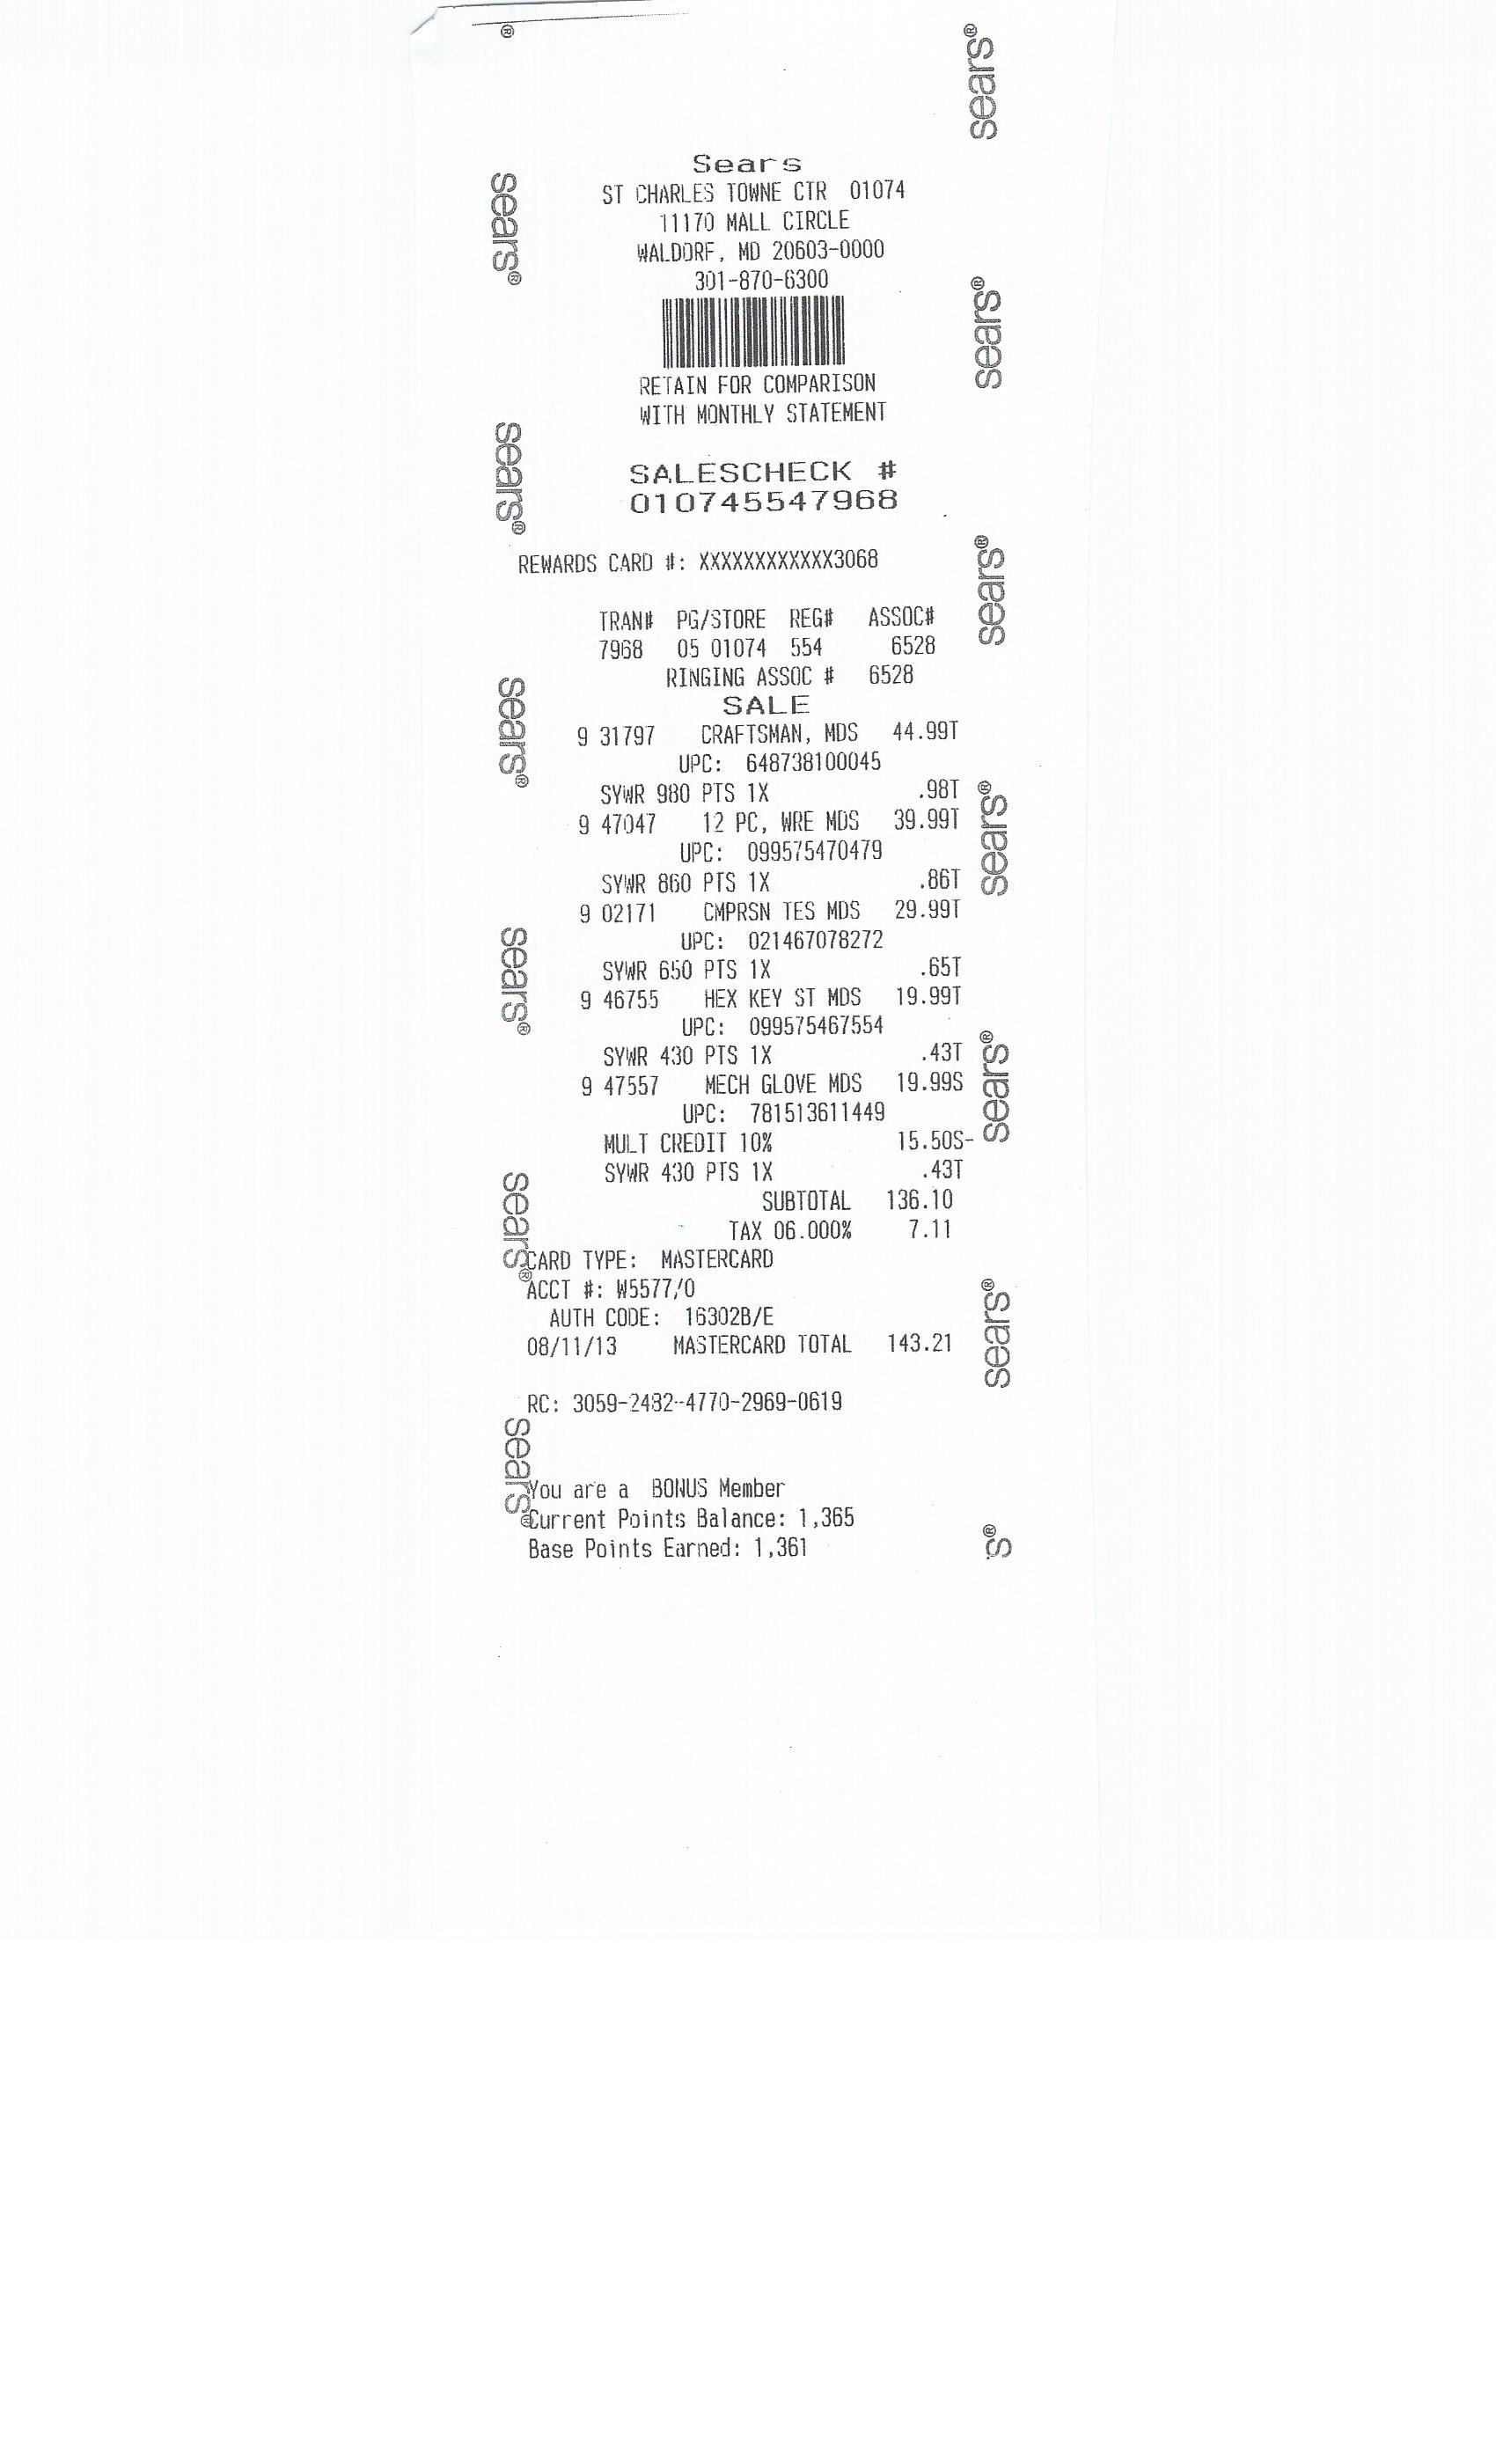 Sears
ST CHARLES TOWNE CTR 01074
11170 MALL CIRCLE
WALDORF, MD 20603-0000
301-870-6300
RETAIN FOR COMPARISON
WITH MONTHLY STATEMENT
SALESCHECK #
010745547968
REWARDS CARD #: XXXXXXXXXXXX3068
TRAN# PG/STORE REG# ASSOC#
7968 05 01074 554 6528
RINGING ASSOC # 6528
SALE
9 31797 CRAFTSMAN, MDS 44.99T
UPC: 648738100045
SYWR 980 PTS 1X .98T
9 47047 12 PC, WRE MDS 39.99T
UPC: 099575470479
SYWR 860 PTS 1X .86T
9 02171 CMPRSN TES MDS 29.99T
UPC: 021467078272
SYWR 650 PTS 1X .65T
9 46755 HEX KEY ST MDS 19.99T
UPC: 099575467554
SYWR 430 PTS 1X .43T
9 47557 MECH GLOVE MDS 19.99S
UPC: 781513611449
MULT CREDIT 10% 15.50S-
SYWR 430 PTS 1X .43T
SUBTOTAL 136.10
TAX 06.000% 7.11
CARD TYPE: MASTERCARD
ACCT #: W5577/0
AUTH CODE: 16302B/E
08/11/13 MASTERCARD TOTAL 143.21
RC: 3059-2482-4770-2969-0619
You are a BONUS Member
Current Points Balance: 1,365
Base Points Earned: 1,361
sears®
sears®
sears®
sears®
sears®
sears®
sears®
sears®
sears®
sears®
sears®
sears®